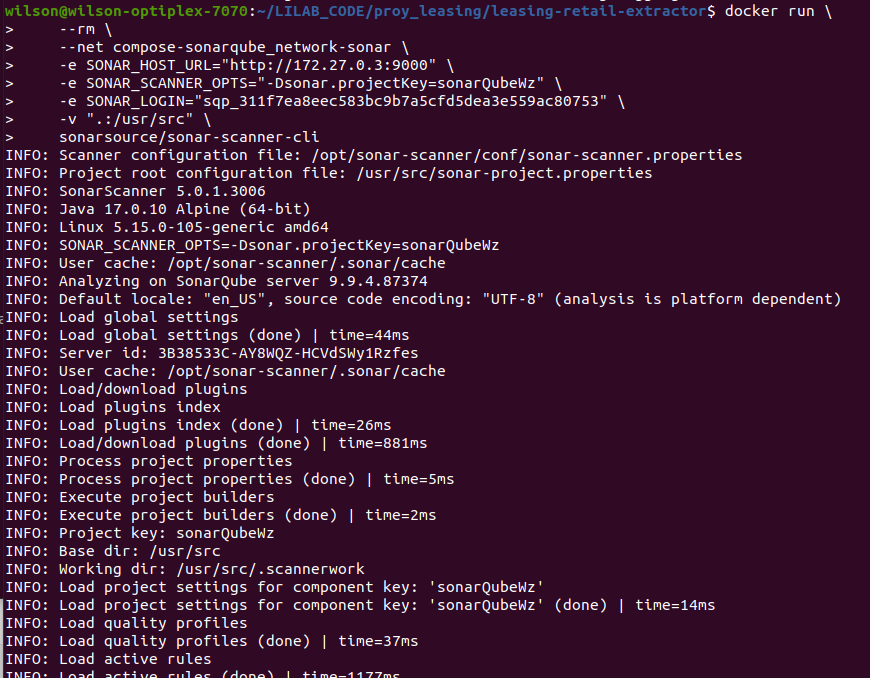 wilson@wilson-optiplex-7070:~/LILAB_CODE/proy_leasing/leasing-retail-extractor$ docker run \
>     --rm \
>     --net compose-sonarqube_network-sonar \
>     -e SONAR_HOST_URL="http://172.27.0.3:9000" \
>     -e SONAR_SCANNER_OPTS="-Dsonar.projectKey=sonarQubeWz" \
>     -e SONAR_LOGIN="sqp_311f7ea8eec583bc9b7a5cfd5dea3e559ac80753" \
>     -v ".:/usr/src" \
>     sonarsource/sonar-scanner-cli
INFO: Scanner configuration file: /opt/sonar-scanner/conf/sonar-scanner.properties
INFO: Project root configuration file: /usr/src/sonar-project.properties
INFO: SonarScanner 5.0.1.3006
INFO: Java 17.0.10 Alpine (64-bit)
INFO: Linux 5.15.0-105-generic amd64
INFO: SONAR_SCANNER_OPTS=-Dsonar.projectKey=sonarQubeWz
INFO: User cache: /opt/sonar-scanner/.sonar/cache
INFO: Analyzing on SonarQube server 9.9.4.87374
INFO: Default locale: "en_US", source code encoding: "UTF-8" (analysis is platform dependent)
INFO: Load global settings
INFO: Load global settings (done) | time=44ms
INFO: Server id: 3B38533C-AY8WQZ-HCVdSWy1Rzfes
INFO: User cache: /opt/sonar-scanner/.sonar/cache
INFO: Load/download plugins
INFO: Load plugins index
INFO: Load plugins index (done) | time=26ms
INFO: Load/download plugins (done) | time=881ms
INFO: Process project properties
INFO: Process project properties (done) | time=5ms
INFO: Execute project builders
INFO: Execute project builders (done) | time=2ms
INFO: Project key: sonarQubeWz
INFO: Base dir: /usr/src
INFO: Working dir: /usr/src/.scannerwork
INFO: Load project settings for component key: 'sonarQubeWz'
INFO: Load project settings for component key: 'sonarQubeWz' (done) | time=14ms
INFO: Load quality profiles
INFO: Load quality profiles (done) | time=37ms
INFO: Load active rules
INFO: Load active rules (done) | time=1177ms